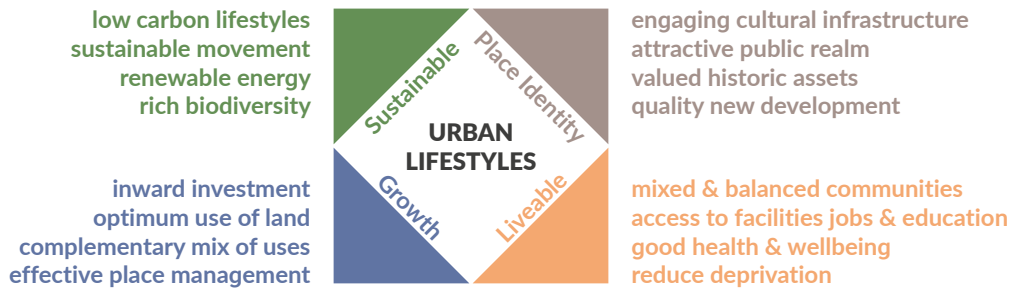 low carbon lifestyles
sustainable movement
renewable energy
rich biodiversity
Sustainable
Place Identity
engaging cultural infrastructure
attractive public realm
valued historic assets
quality new development
URBAN
LIFESTYLES
inward investment
optimum use of land
complementary mix of uses
effective place management
Growth
Liveable
mixed & balanced communities
access to facilities jobs & education
good health & wellbeing
reduce deprivation